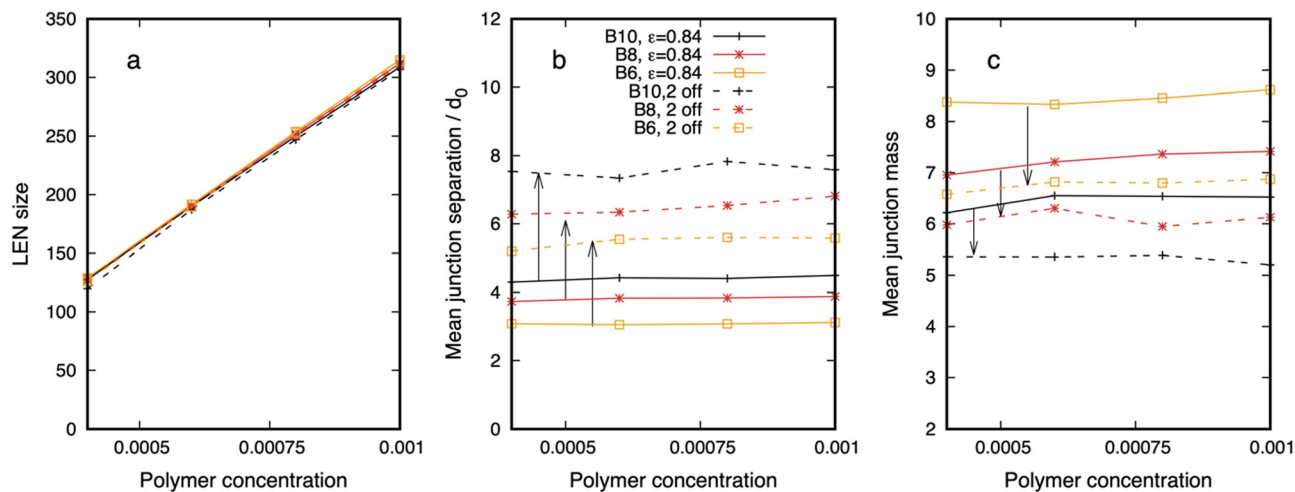 350
300
250
200
150
100
50
0
a
LEN size
0.0005
0.00075
0.001
Polymer concentration
12
10
8
6
4
2
0
b
B10, ε=0.84
B8, ε=0.84
B6, ε=0.84
B10,2 off
B8, 2 off
B6, 2 off
Mean junction separation / d0
0.0005
0.00075
0.001
Polymer concentration
10
9
8
7
6
5
4
3
2
c
Mean junction mass
0.0005
0.00075
0.001
Polymer concentration